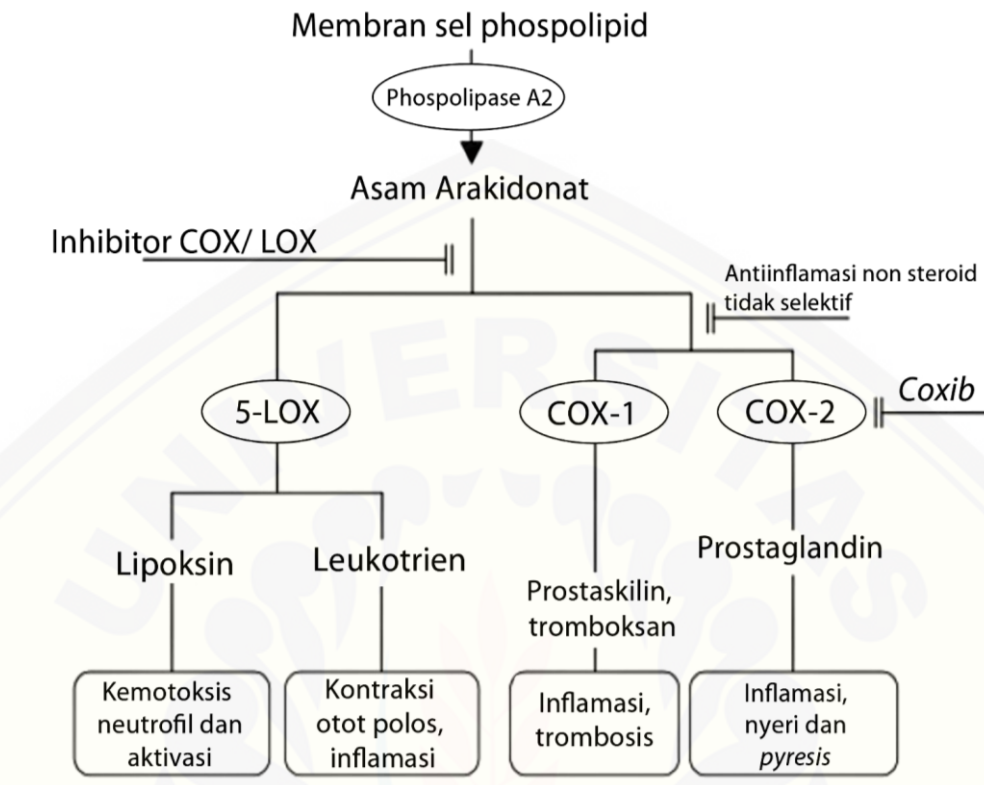 Membran sel phospolipid
Phospolipase A2
Asam Arakidonat
Inhibitor COX/ LOX
Antiinflamasi non steroid
tidak selektif
5-LOX
COX-1
COX-2
Coxib
Lipoksin
Leukotrien
Prostaskilin,
tromboksan
Prostaglandin
Kemotoksis
neutrofil dan
aktivasi
Kontraksi
otot polos,
inflamasi
Inflamasi,
trombosis
Inflamasi,
nyeri dan
pyresis
UNIVERSITAS